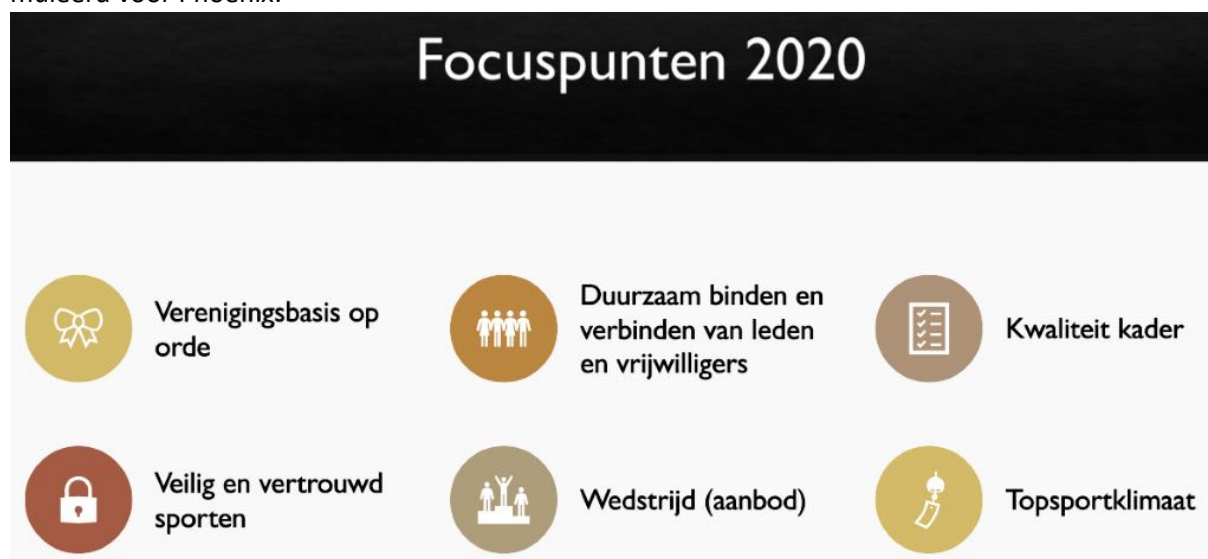 Focuspunten 2020
Verenigingsbasis op
orde
Duurzaam binden en
verbinden van leden
en vrijwilligers
Kwaliteit kader
Veilig en vertrouwd
sporten
Wedstrijd (aanbod)
Topsportklimaat